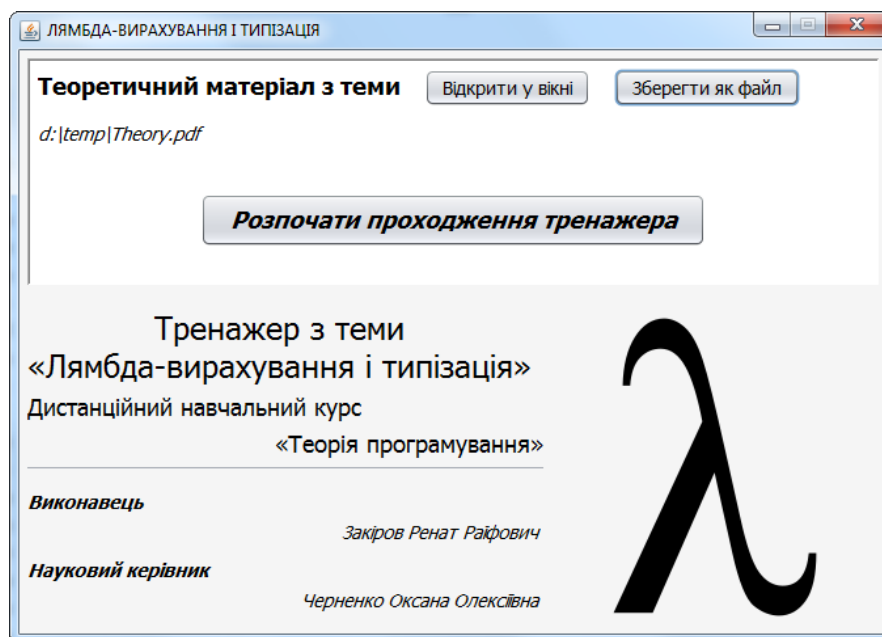 ЛЯМБДА-ВИРАХУВАННЯ І ТИПІЗАЦІЯ
Теоретичний матеріал з теми Відкрити у вікні Зберегти як файл
d:\temp\Theory.pdf
Розпочати проходження тренажера
Тренажер з теми
«Лямбда-вирахування і типізація»
Дистанційний навчальний курс
«Теорія програмування»
Виконавець
Закіров Ренат Раїфович
Науковий керівник
Черненко Оксана Олексіївна
λ